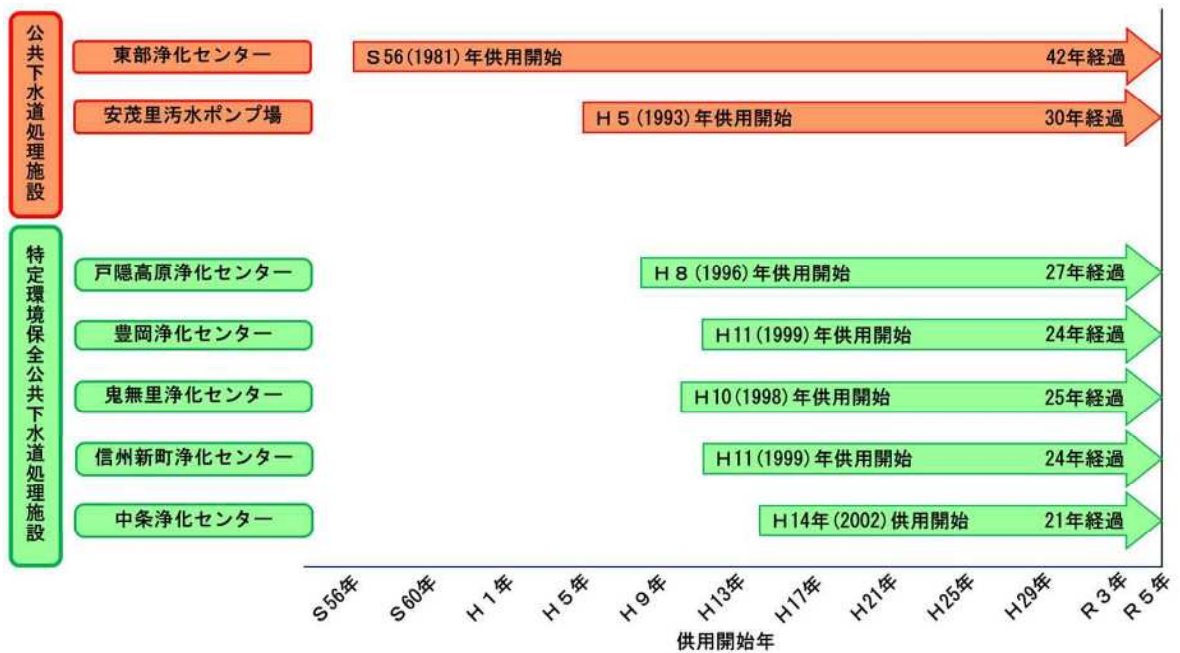 公共下水道処理施設
東部浄化センター
S56(1981)年供用開始
42年経過
安茂里汚水ポンプ場
H5(1993)年供用開始
30年経過
特定環境保全公共下水道処理施設
戸隠高原浄化センター
H8(1996)年供用開始
27年経過
豊岡浄化センター
H11(1999)年供用開始
24年経過
鬼無里浄化センター
H10(1998)年供用開始
25年経過
信州新町浄化センター
H11(1999)年供用開始
24年経過
中条浄化センター
H14年(2002)供用開始
21年経過
S56年
S60年
H1年
H5年
H9年
H13年
H17年
H21年
H25年
H29年
R3年
R5年
供用開始年